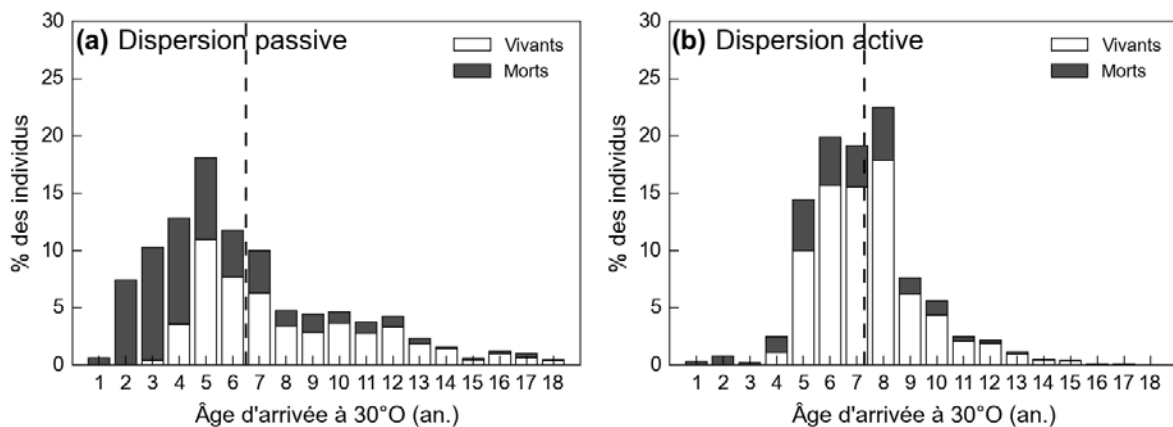 (a) Dispersion passive
Vivants
Morts
% des individus
30
25
20
15
10
5
0
1 2 3 4 5 6 7 8 9 10 11 12 13 14 15 16 17 18
Âge d'arrivée à 30°O (an.)
(b) Dispersion active
Vivants
Morts
% des individus
30
25
20
15
10
5
0
1 2 3 4 5 6 7 8 9 10 11 12 13 14 15 16 17 18
Âge d'arrivée à 30°O (an.)